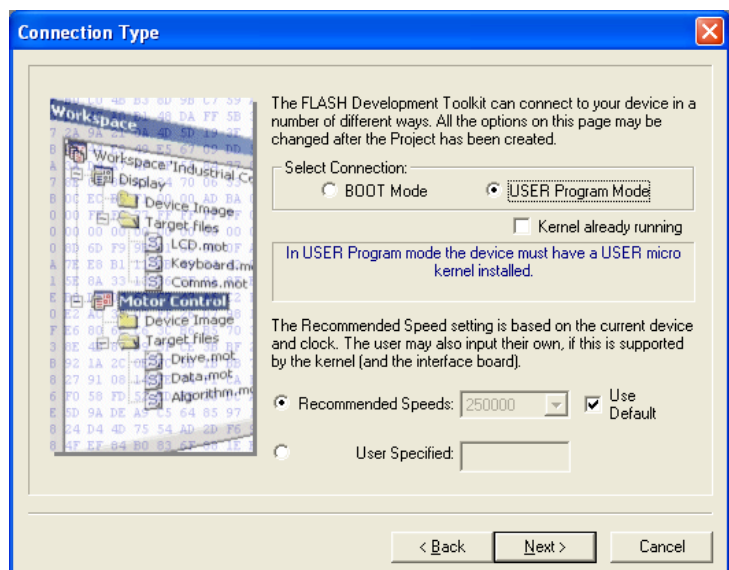 Connection Type
The FLASH Development Toolkit can connect to your device in a
number of different ways. All the options on this page may be
changed after the Project has been created.
Select Connection:
BOOT Mode
USER Program Mode
Kernel already running
In USER Program mode the device must have a USER micro
kernel installed.
The Recommended Speed setting is based on the current device
and clock. The user may also input their own, if this is supported
by the kernel (and the interface board).
Recommended Speeds:
250000
Use
Default
User Specified:
< Back
Next >
Cancel
Workspace
Workspace 'Industrial Co
Display
Device Image
Target files
LCD.mot
Keyboard.m
Comms.mot
Motor Control
Device Image
Target files
Drive.mot
Data.mot
Algorithm.mo